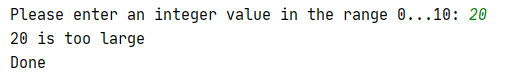 Please enter an integer value in the range 0...10: 20
20 is too large
Done